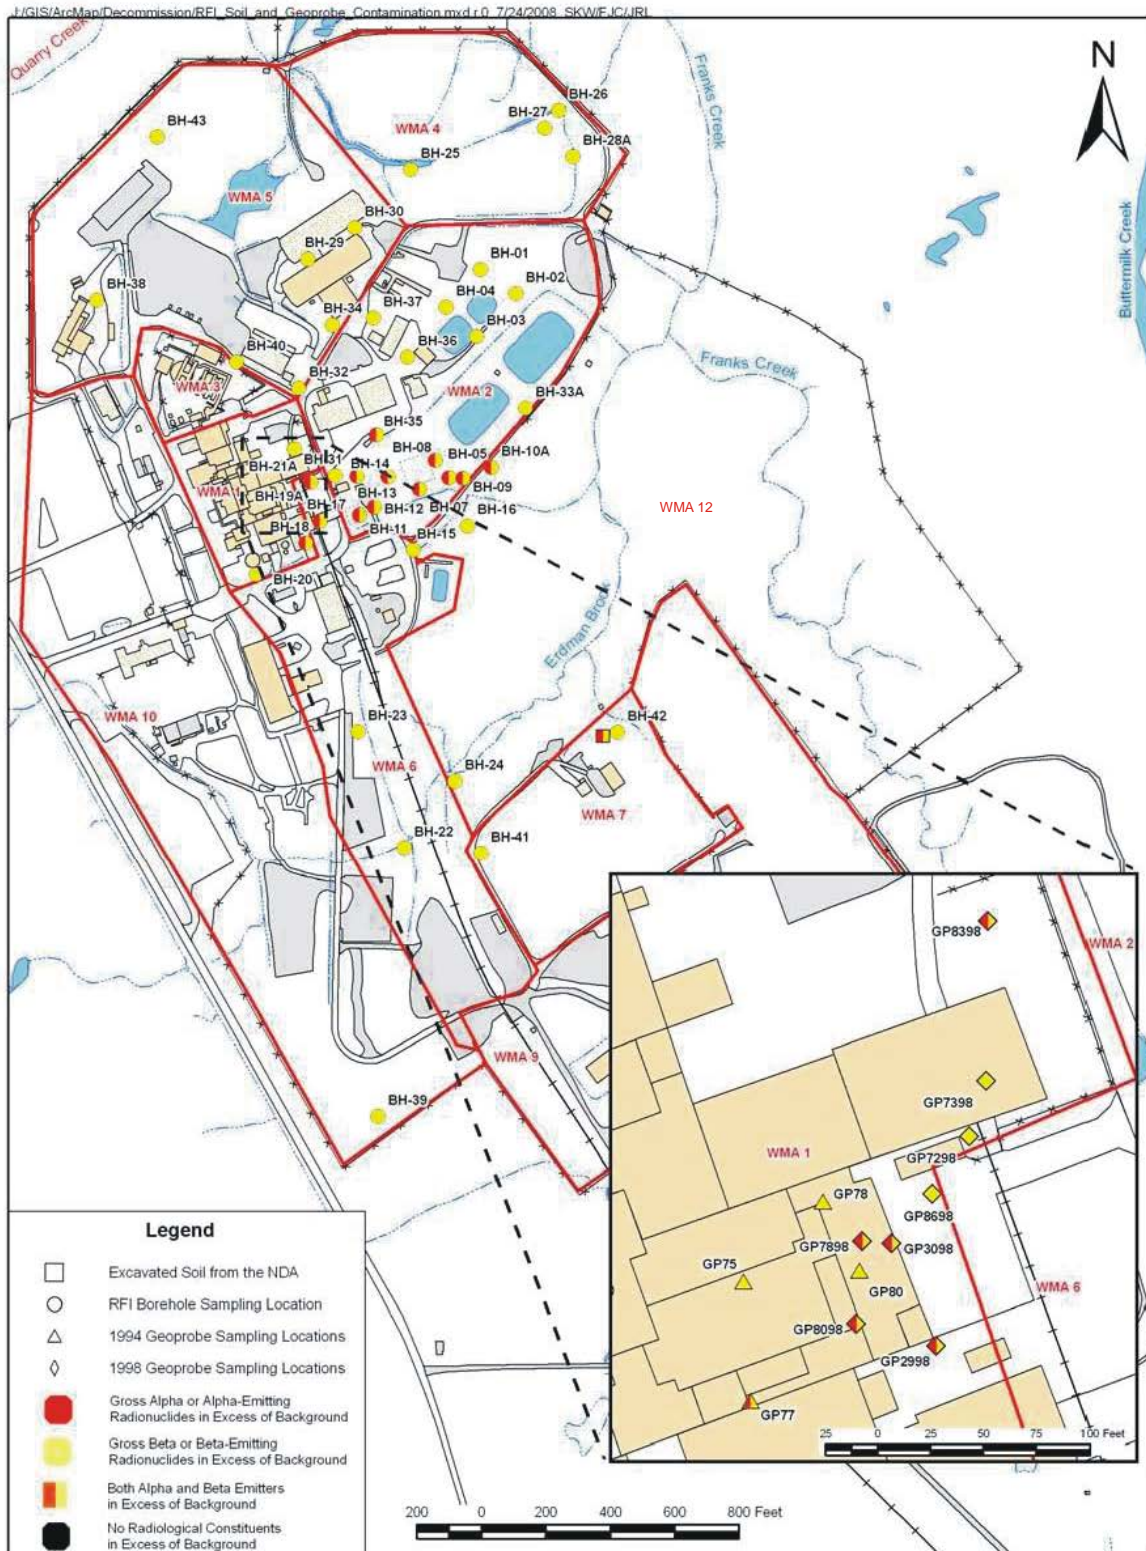 J:/GIS/ArcMap/Decommission/RFI_Soil_and_Geoprobe_Contamination.mxd r.0 7/24/2008 SKW/FJC/JRL
Quarry Creek
N
Franks Creek
BH-26
BH-27
BH-43
WMA 4
BH-28A
BH-25
WMA 5
BH-30
BH-29
BH-01
Buttermilk Creek
BH-38
BH-02
BH-04
BH-37
BH-34
BH-03
BH-36
BH-40
Franks Creek
WMA 3
BH-32
WMA 2
BH-33A
BH-35
BH-08
BH-05
BH-10A
BH-21A
BH-31
BH-14
BH-09
WMA 1
BH-19A
BH-13
BH-17
BH-12
BH-07
BH-16
WMA 12
BH-18
BH-11
BH-15
BH-20
Erdman Brook
WMA 10
BH-23
BH-42
WMA 6
BH-24
WMA 7
BH-22
BH-41
GP8398
WMA 2
WMA 9
GP7398
BH-39
WMA 1
GP7298
GP78
GP8698
GP7898
GP3098
GP75
GP80
WMA 6
GP8098
GP2998
GP77
25 0 25 50 75 100 Feet
200 0 200 400 600 800 Feet
Legend
Excavated Soil from the NDA
RFI Borehole Sampling Location
1994 Geoprobe Sampling Locations
1998 Geoprobe Sampling Locations
Gross Alpha or Alpha-Emitting
Radionuclides in Excess of Background
Gross Beta or Beta-Emitting
Radionuclides in Excess of Background
Both Alpha and Beta Emitters
in Excess of Background
No Radiological Constituents
in Excess of Background